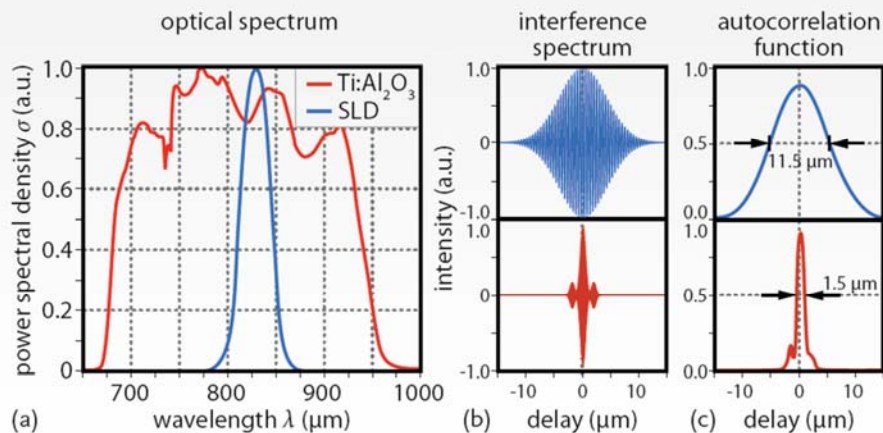 optical spectrum
interference
spectrum
autocorrelation
function
power spectral density σ (a.u.)
1.0
0.8
0.6
0.4
0.2
0
Ti:Al₂O₃
SLD
700
800
900
1000
(a)
wavelength λ (μm)
intensity (a.u.)
1.0
0
-1.0
1.0
0
-1.0
-10
0
10
(b)
delay (μm)
1.0
0.5
0.0
11.5 μm
1.0
0.5
0.0
1.5 μm
-10
0
10
(c)
delay (μm)